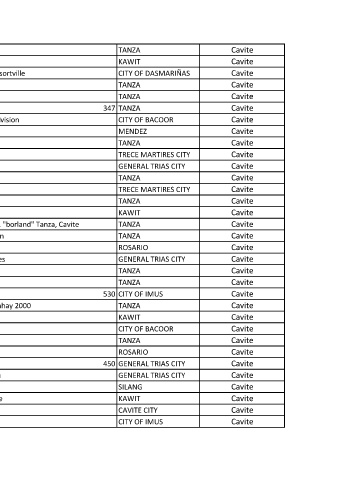 TANZA Cavite
KAWIT Cavite
sortville CITY OF DASMARIÑAS Cavite
TANZA Cavite
TANZA Cavite
347 TANZA Cavite
vision CITY OF BACOOR Cavite
MENDEZ Cavite
TANZA Cavite
TRECE MARTIRES CITY Cavite
GENERAL TRIAS CITY Cavite
TANZA Cavite
TRECE MARTIRES CITY Cavite
TANZA Cavite
KAWIT Cavite
"borland" Tanza, Cavite TANZA Cavite
n TANZA Cavite
ROSARIO Cavite
es GENERAL TRIAS CITY Cavite
TANZA Cavite
TANZA Cavite
530 CITY OF IMUS Cavite
ahay 2000 TANZA Cavite
KAWIT Cavite
CITY OF BACOOR Cavite
TANZA Cavite
ROSARIO Cavite
450 GENERAL TRIAS CITY Cavite
GENERAL TRIAS CITY Cavite
SILANG Cavite
e KAWIT Cavite
CAVITE CITY Cavite
CITY OF IMUS Cavite